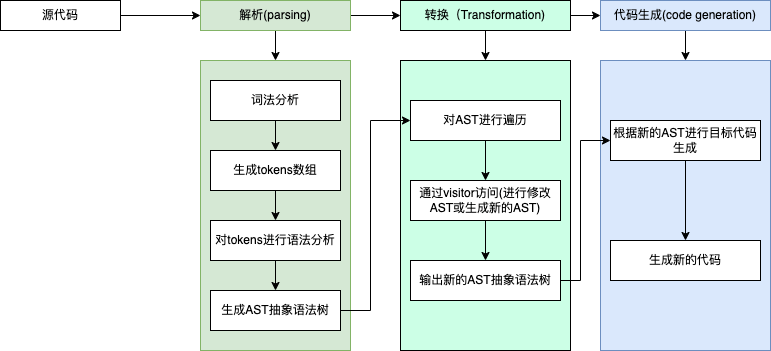 源代码
解析(parsing)
转换（Transformation)
代码生成(code generation)
词法分析
生成tokens数组
对tokens进行语法分析
生成AST抽象语法树
对AST进行遍历
通过visitor访问(进行修改
AST或生成新的AST)
输出新的AST抽象语法树
根据新的AST进行目标代码
生成
生成新的代码